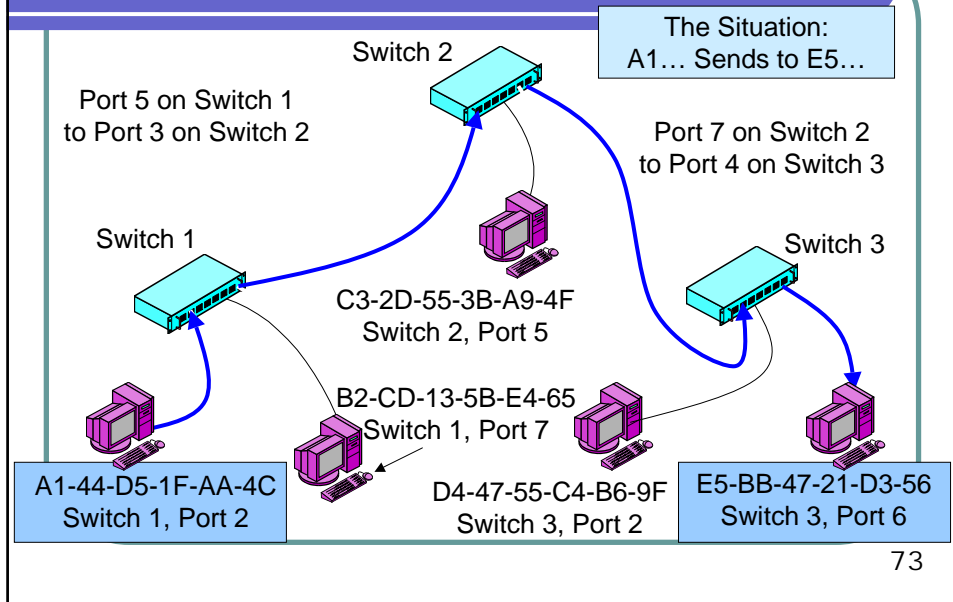 The Situation:
A1… Sends to E5…
Switch 2
Port 5 on Switch 1
to Port 3 on Switch 2
Port 7 on Switch 2
to Port 4 on Switch 3
Switch 1
Switch 3
C3-2D-55-3B-A9-4F
Switch 2, Port 5
B2-CD-13-5B-E4-65
Switch 1, Port 7
A1-44-D5-1F-AA-4C
Switch 1, Port 2
D4-47-55-C4-B6-9F
Switch 3, Port 2
E5-BB-47-21-D3-56
Switch 3, Port 6
73